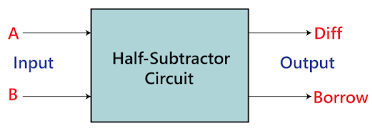 A
Diff
Input
Half-Subtractor
Circuit
Output
B
Borrow